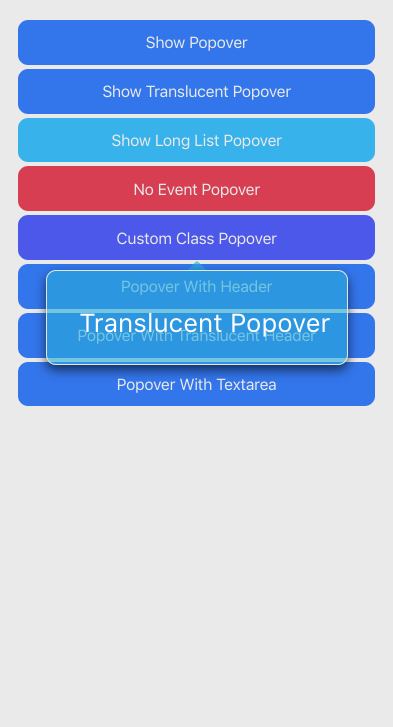 Show Popover
Show Translucent Popover
Show Long List Popover
No Event Popover
Custom Class Popover
Popover With Header
Translucent Popover
Popover With Translucent Header
Popover With Textarea